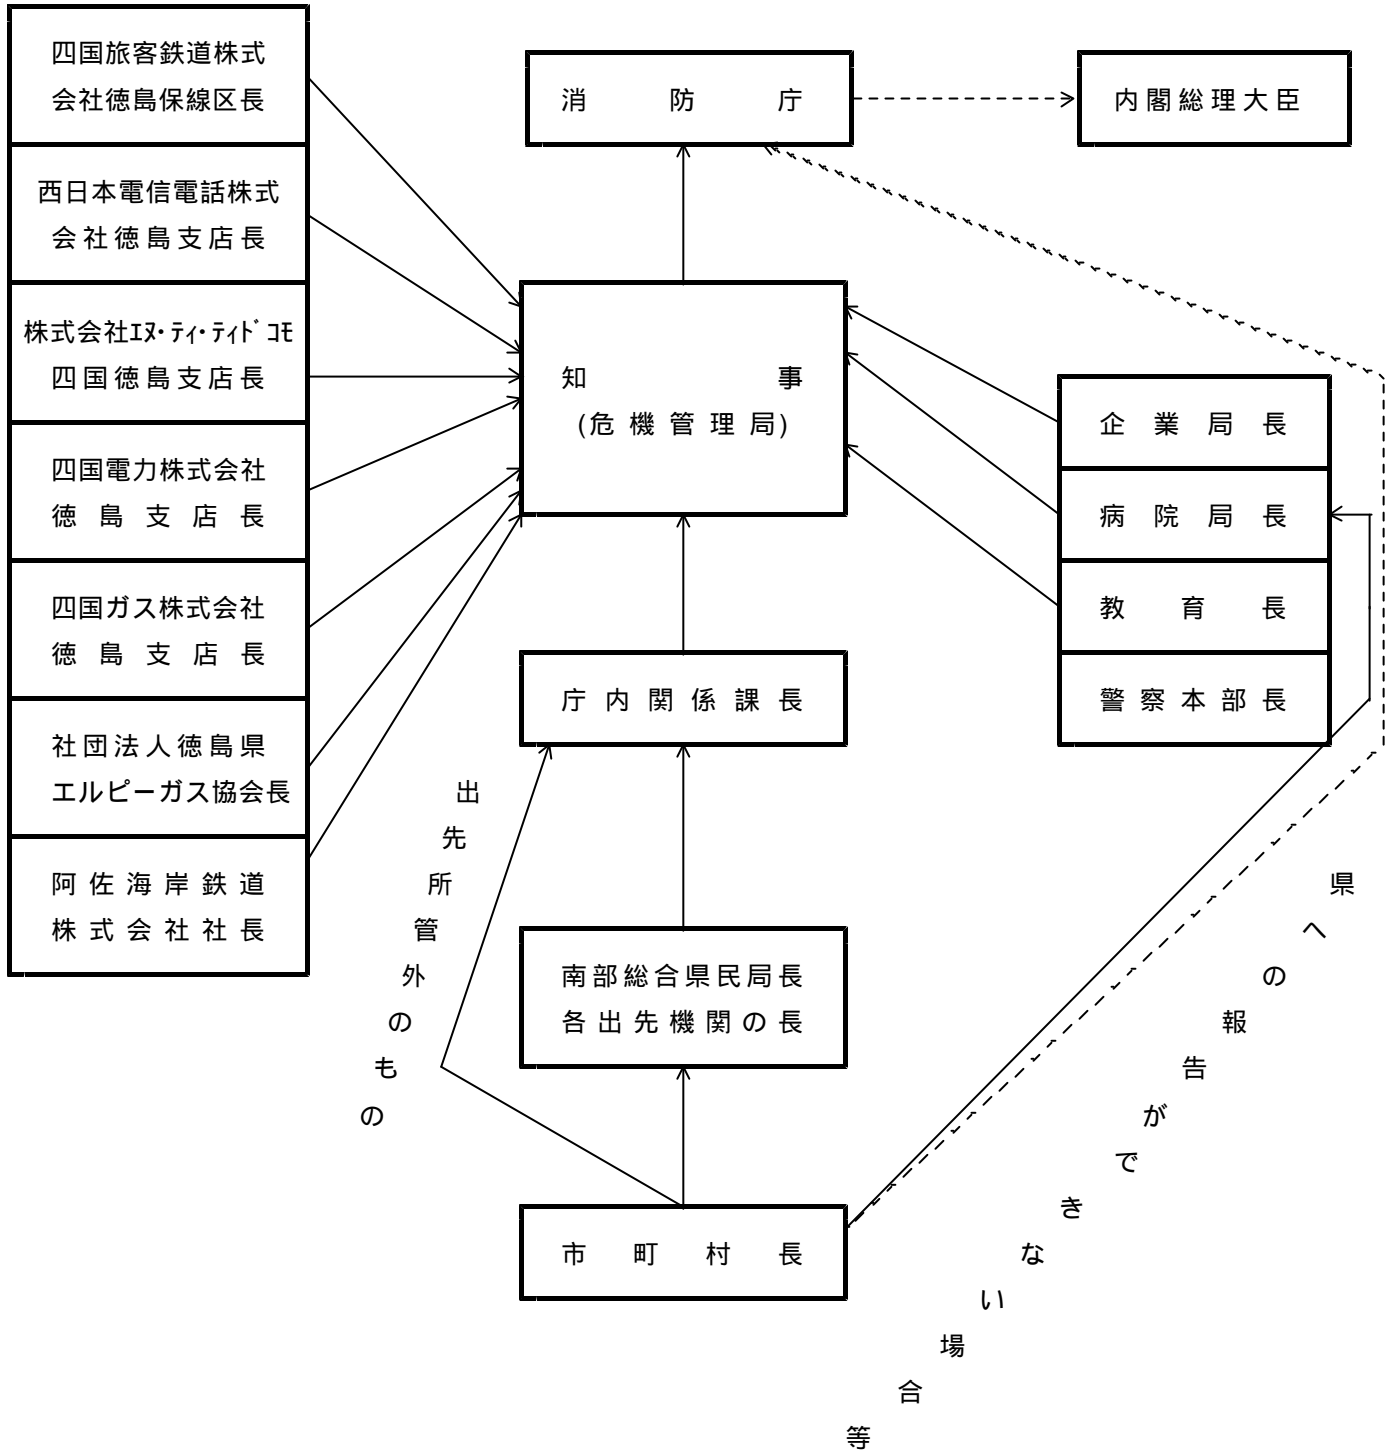 四国旅客鉄道株式
会社徳島保線区長
西日本電信電話株式
会社徳島支店長
株式会社ｴﾇ･ﾃｨ･ﾃｨﾄﾞｺﾓ
四国徳島支店長
四国電力株式会社
徳島支店長
四国ガス株式会社
徳島支店長
社団法人徳島県
エルピーガス協会長
阿佐海岸鉄道
株式会社社長
消防庁
内閣総理大臣
知事
(危機管理局)
企業局長
病院局長
教育長
警察本部長
庁内関係課長
出先所管外のもの
南部総合県民局長
各出先機関の長
市町村長
県への報告ができない場合等